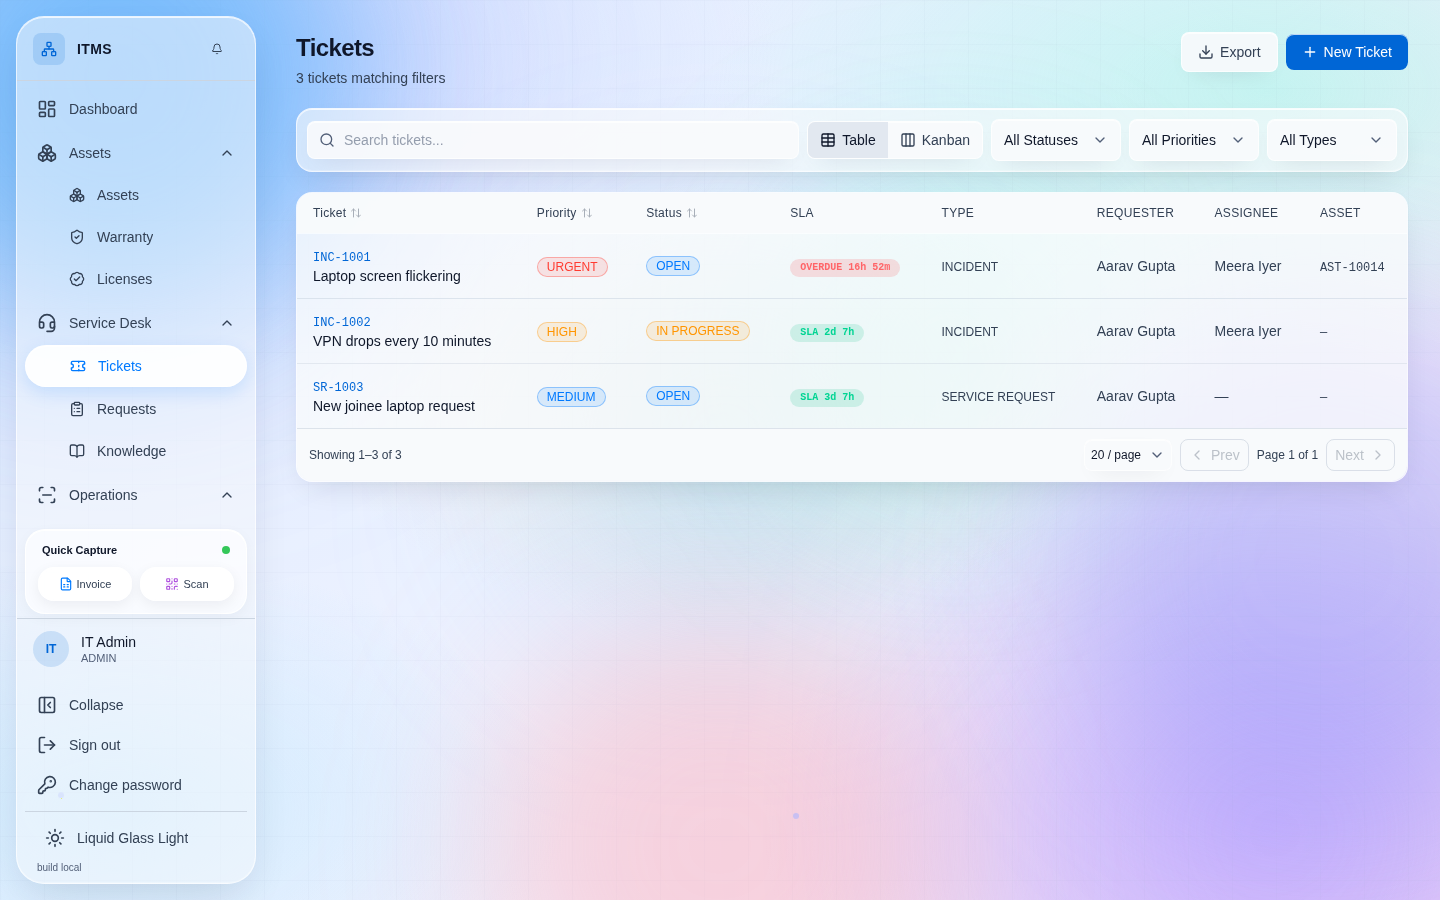 ITMS
Dashboard
Assets
Assets
Warranty
Licenses
Service Desk
Tickets
Requests
Knowledge
Operations
Quick Capture
Invoice
Scan
IT
IT Admin
ADMIN
Collapse
Sign out
Change password
Liquid Glass Light
build local
Tickets
3 tickets matching filters
Export
New Ticket
Search tickets...
Table
Kanban
All Statuses
All Priorities
All Types
Ticket Priority Status SLA TYPE REQUESTER ASSIGNEE ASSET
INC-1001
Laptop screen flickering
URGENT OPEN OVERDUE 16h 52m INCIDENT Aarav Gupta Meera Iyer AST-10014
INC-1002
VPN drops every 10 minutes
HIGH IN PROGRESS SLA 2d 7h INCIDENT Aarav Gupta Meera Iyer –
SR-1003
New joinee laptop request
MEDIUM OPEN SLA 3d 7h SERVICE REQUEST Aarav Gupta — –
Showing 1–3 of 3
20 / page
Prev
Page 1 of 1
Next